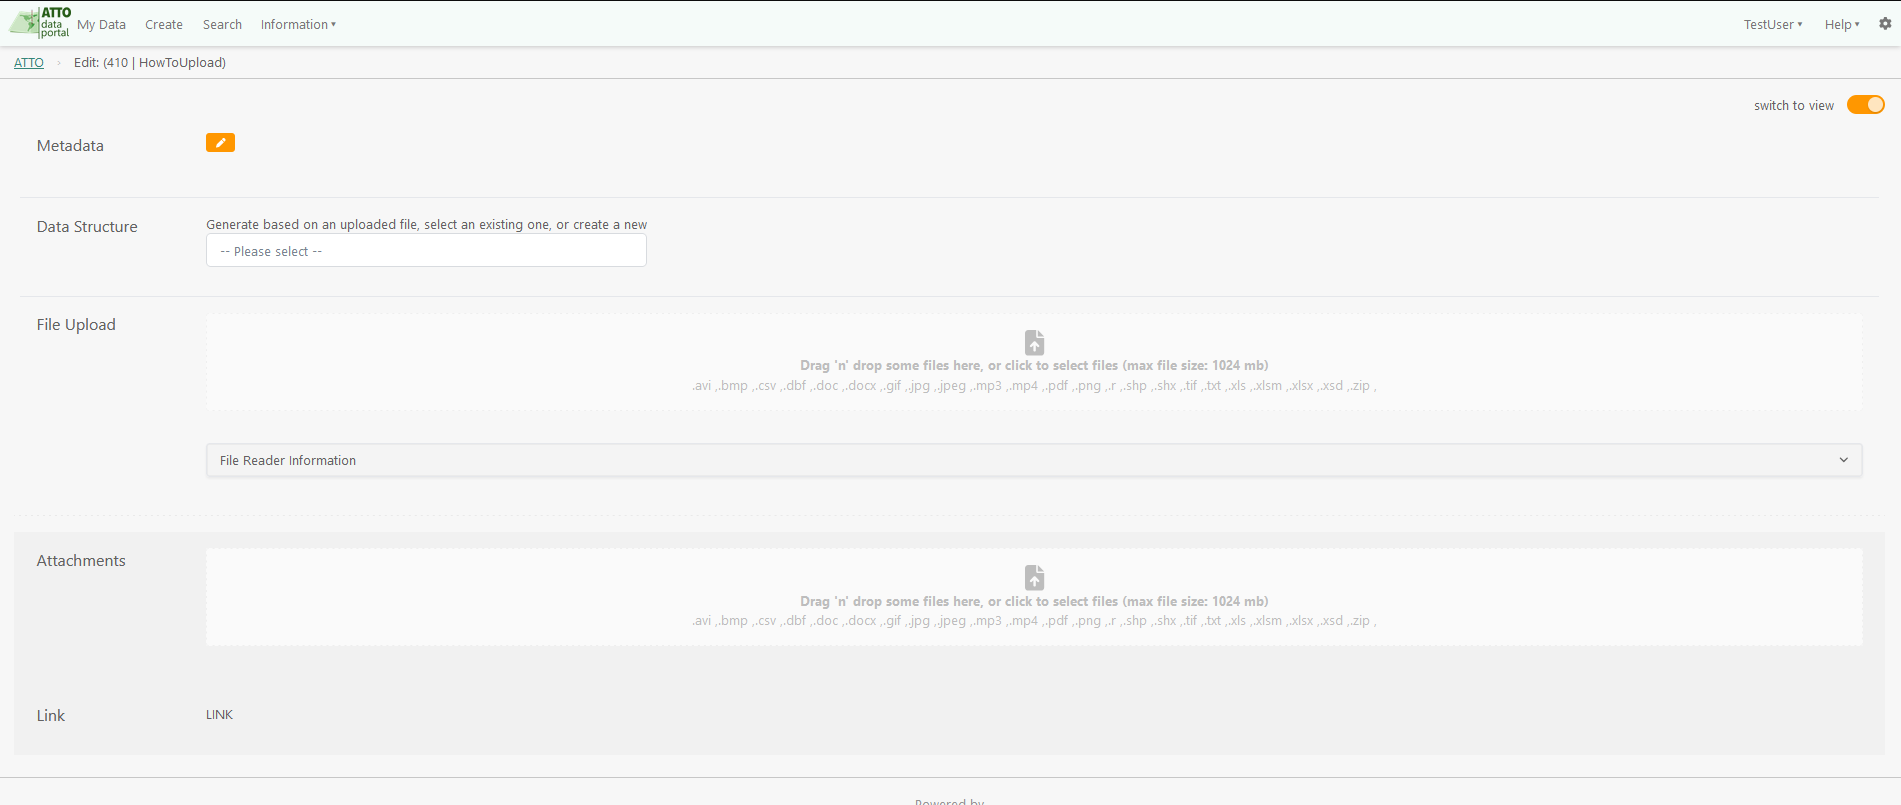 ATTO
data
portal
My Data Create Search Information
TestUser Help
ATTO › Edit: (410 | HowToUpload)
switch to view
Metadata
Data Structure
Generate based on an uploaded file, select an existing one, or create a new
-- Please select --
File Upload
Drag 'n' drop some files here, or click to select files (max file size: 1024 mb)
.avi ,.bmp ,.csv ,.dbf ,.doc ,.docx ,.gif ,.jpg ,.jpeg ,.mp3 ,.mp4 ,.pdf ,.png ,.r ,.shp ,.shx ,.tif ,.txt ,.xls ,.xlsm ,.xlsx ,.xsd ,.zip ,
File Reader Information
Attachments
Drag 'n' drop some files here, or click to select files (max file size: 1024 mb)
.avi ,.bmp ,.csv ,.dbf ,.doc ,.docx ,.gif ,.jpg ,.jpeg ,.mp3 ,.mp4 ,.pdf ,.png ,.r ,.shp ,.shx ,.tif ,.txt ,.xls ,.xlsm ,.xlsx ,.xsd ,.zip ,
Link
LINK
Powered by